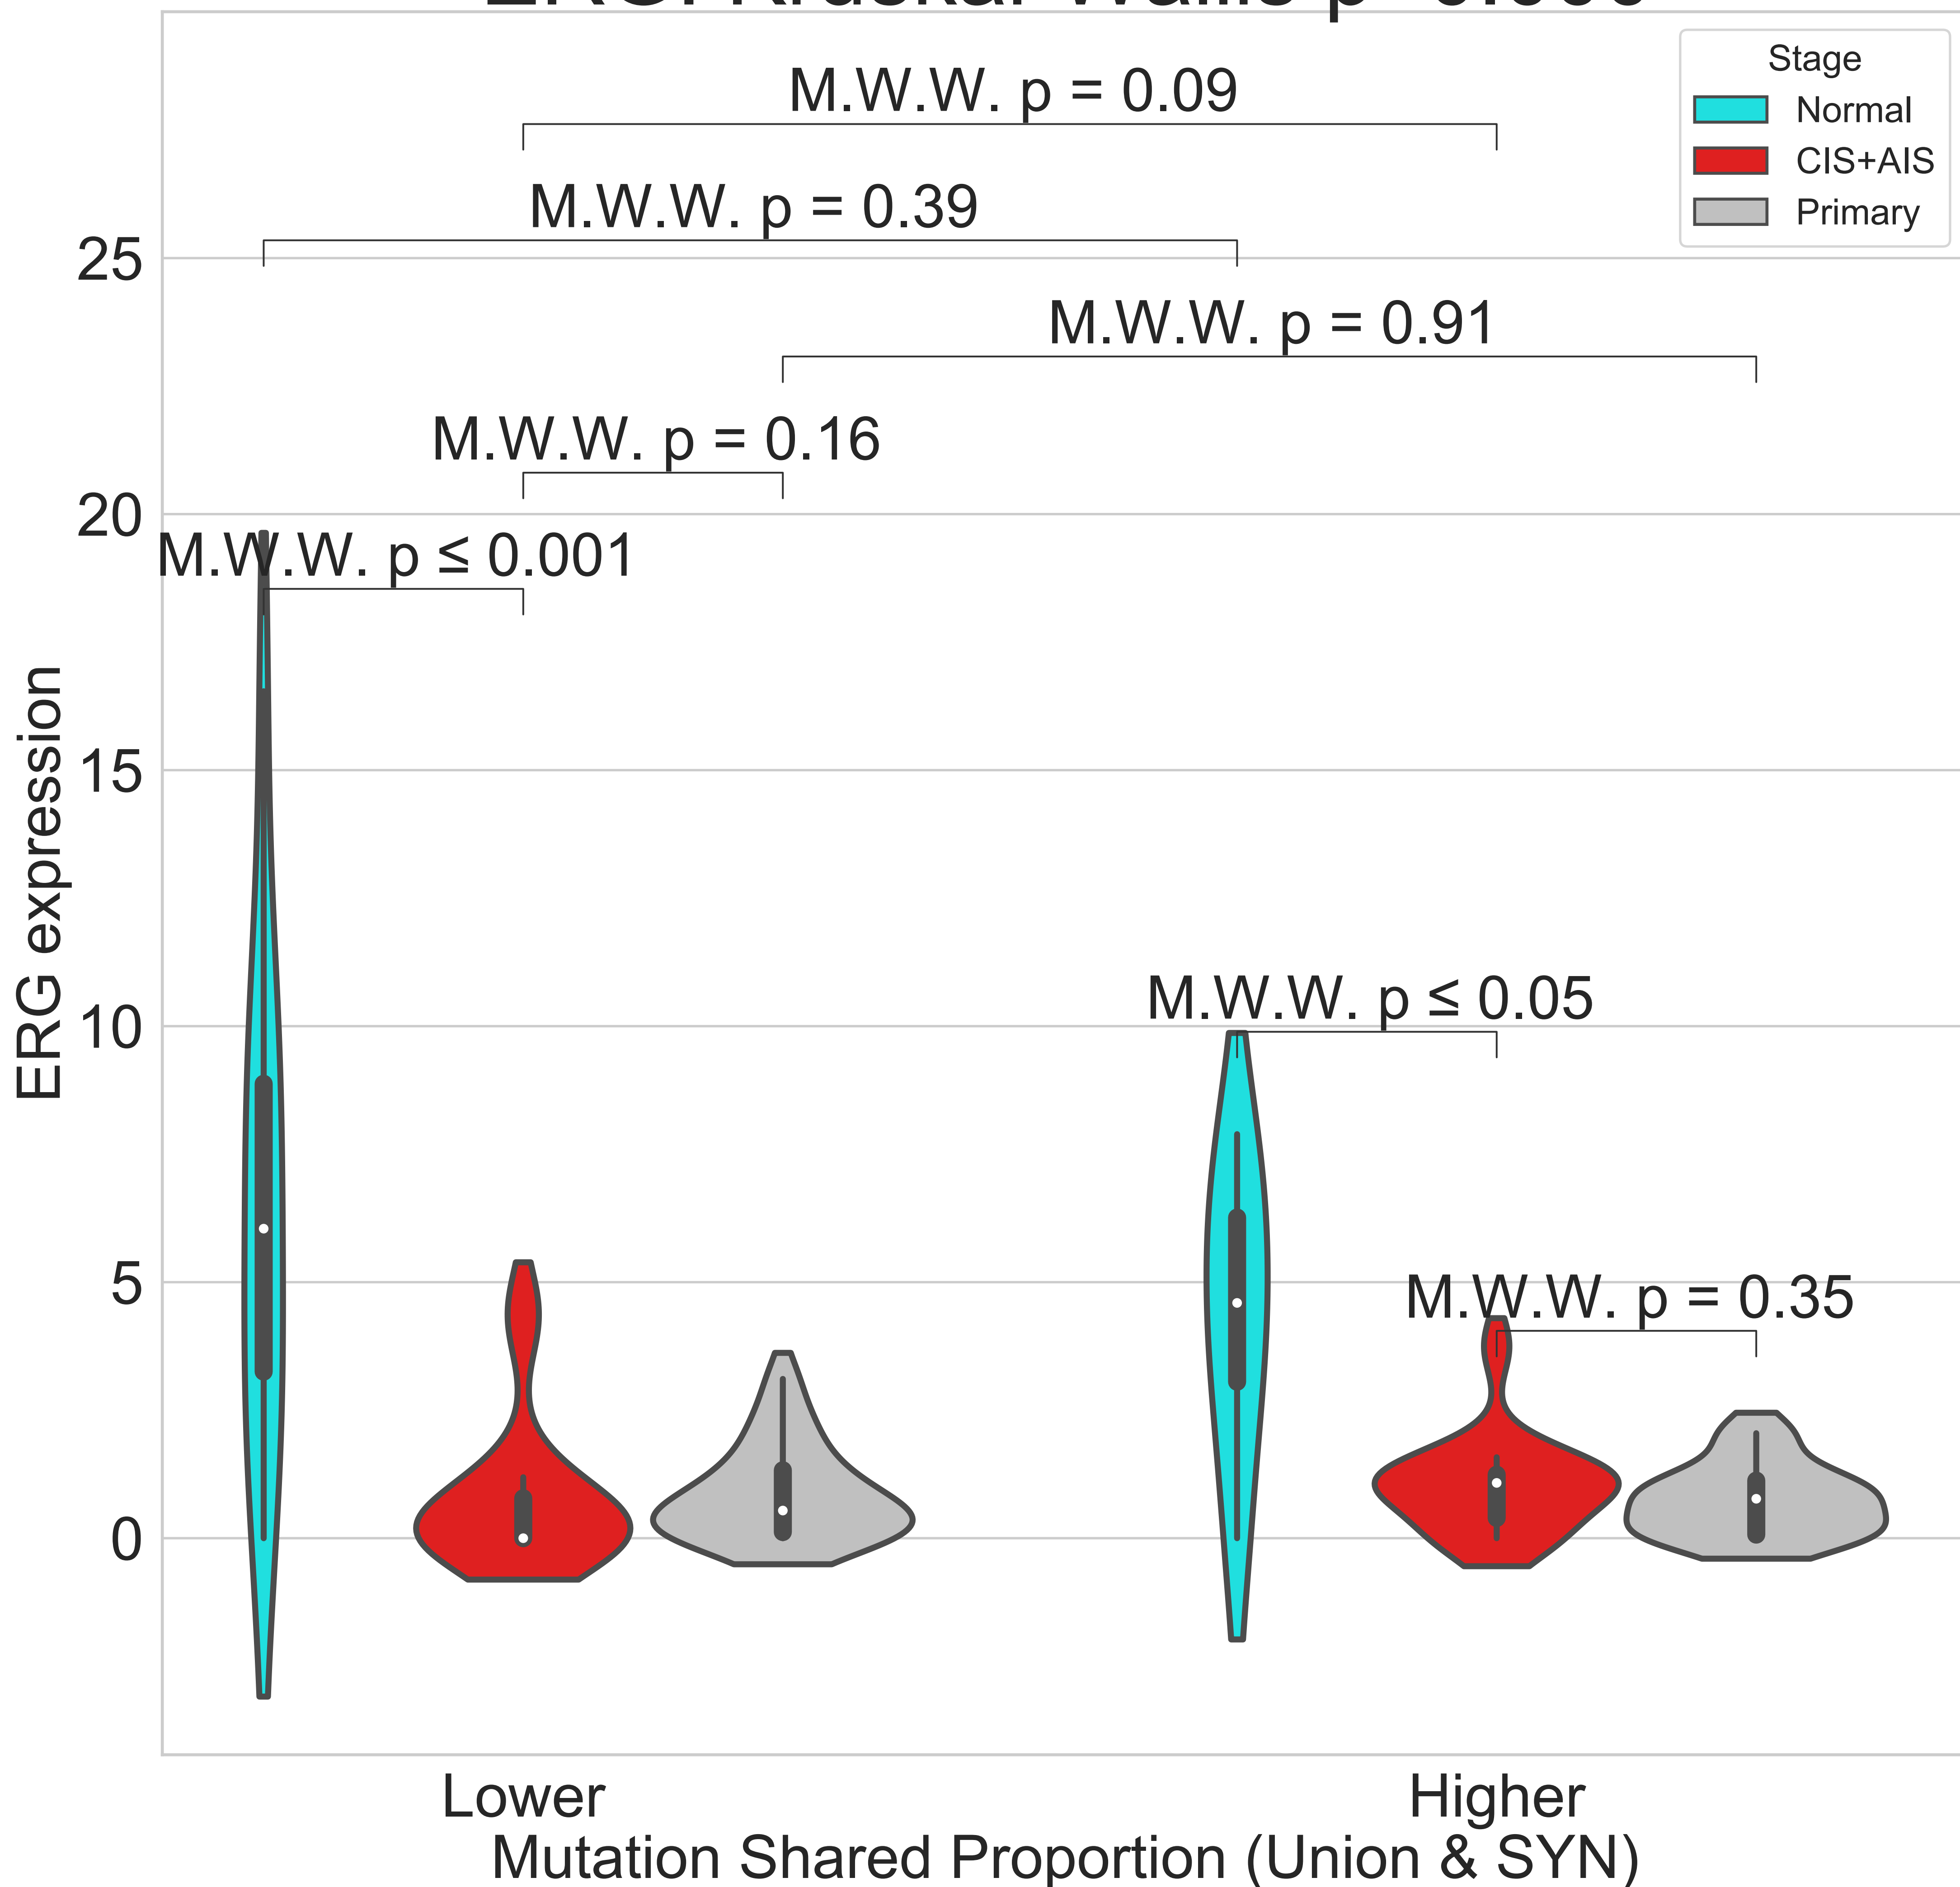 Stage
Normal
CIS+AIS
Primary
M.W.W. p = 0.09
M.W.W. p = 0.39
M.W.W. p = 0.91
M.W.W. p = 0.16
M.W.W. p ≤ 0.001
M.W.W. p ≤ 0.05
M.W.W. p = 0.35
25
20
15
10
5
0
ERG expression
Lower
Higher
Mutation Shared Proportion (Union & SYN)